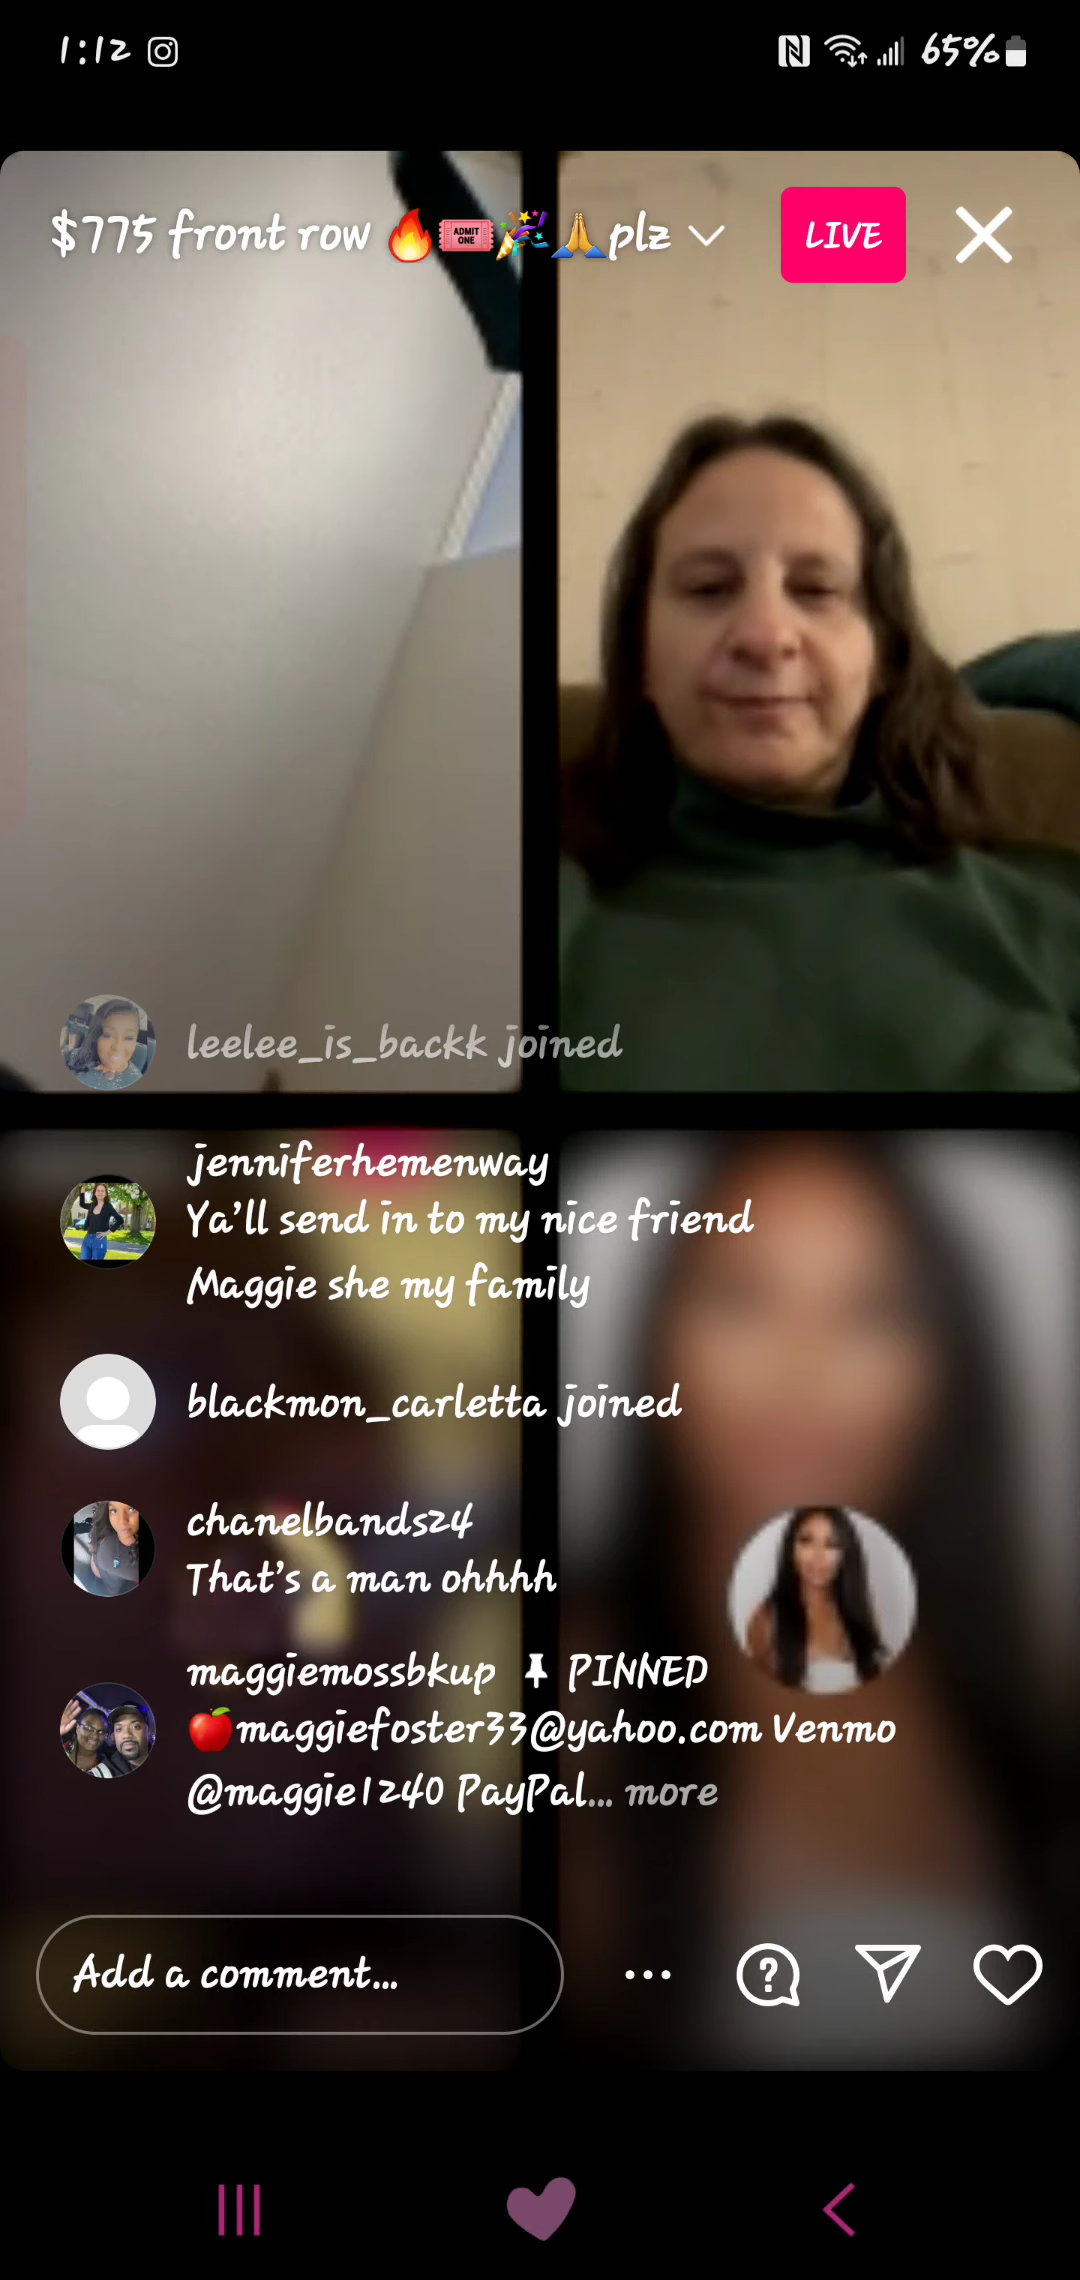 1:12 65%
$775 front row 🔥🎟️🎉🙏plz LIVE
ADMIT ONE
leelee_is_backk joined
jenniferhemenway
Ya'll send in to my nice friend
Maggie she my family
blackmon_carletta joined
chanelbands24
That's a man ohhhh
maggiemossbkup PINNED
🍎maggiefoster33@yahoo.com Venmo
@maggie1240 PayPal... more
Add a comment...